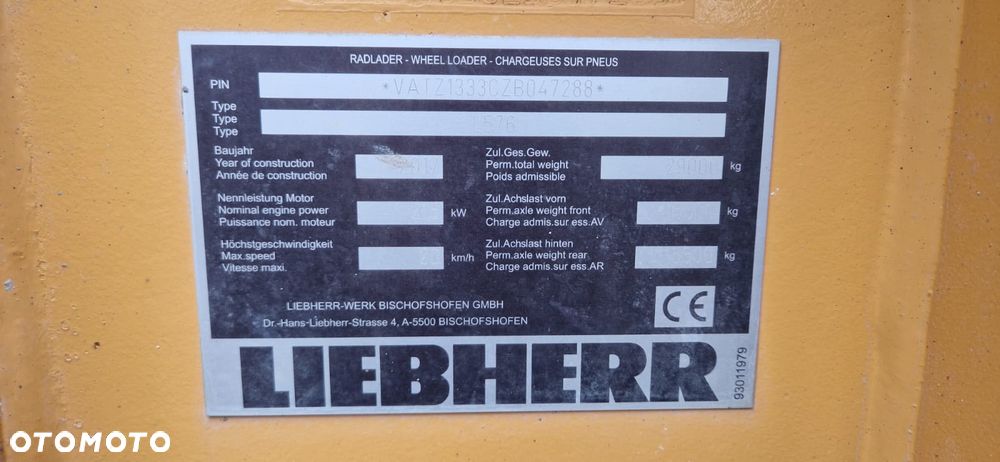 RADLADER - WHEEL LOADER - CHARGEUSES SUR PNEUS
PIN *VATZ1333CZB047288*
Type
Type
Type
Baujahr
Year of construction
Année de construction
Zul.Ges.Gew.
Perm.total weight kg
Poids admissible
Nennleistung Motor
Nominal engine power kW
Puissance nom. moteur
Zul.Achslast vorn
Perm.axle weight front kg
Charge admis.sur ess.AV
Höchstgeschwindigkeit
Max.speed km/h
Vitesse maxi.
Zul.Achslast hinten
Perm.axle weight rear kg
Charge admis.sur ess.AR
LIEBHERR-WERK BISCHOFSHOFEN GMBH
Dr.-Hans-Liebherr-Strasse 4, A-5500 BISCHOFSHOFEN
CE
LIEBHERR
93011979
OTOMOTO